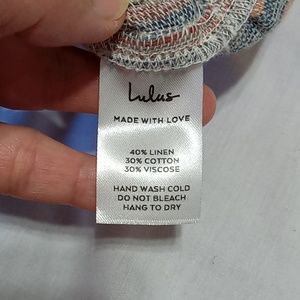 Lulus
MADE WITH LOVE
40% LINEN
30% COTTON
30% VISCOSE
HAND WASH COLD
DO NOT BLEACH
HANG TO DRY